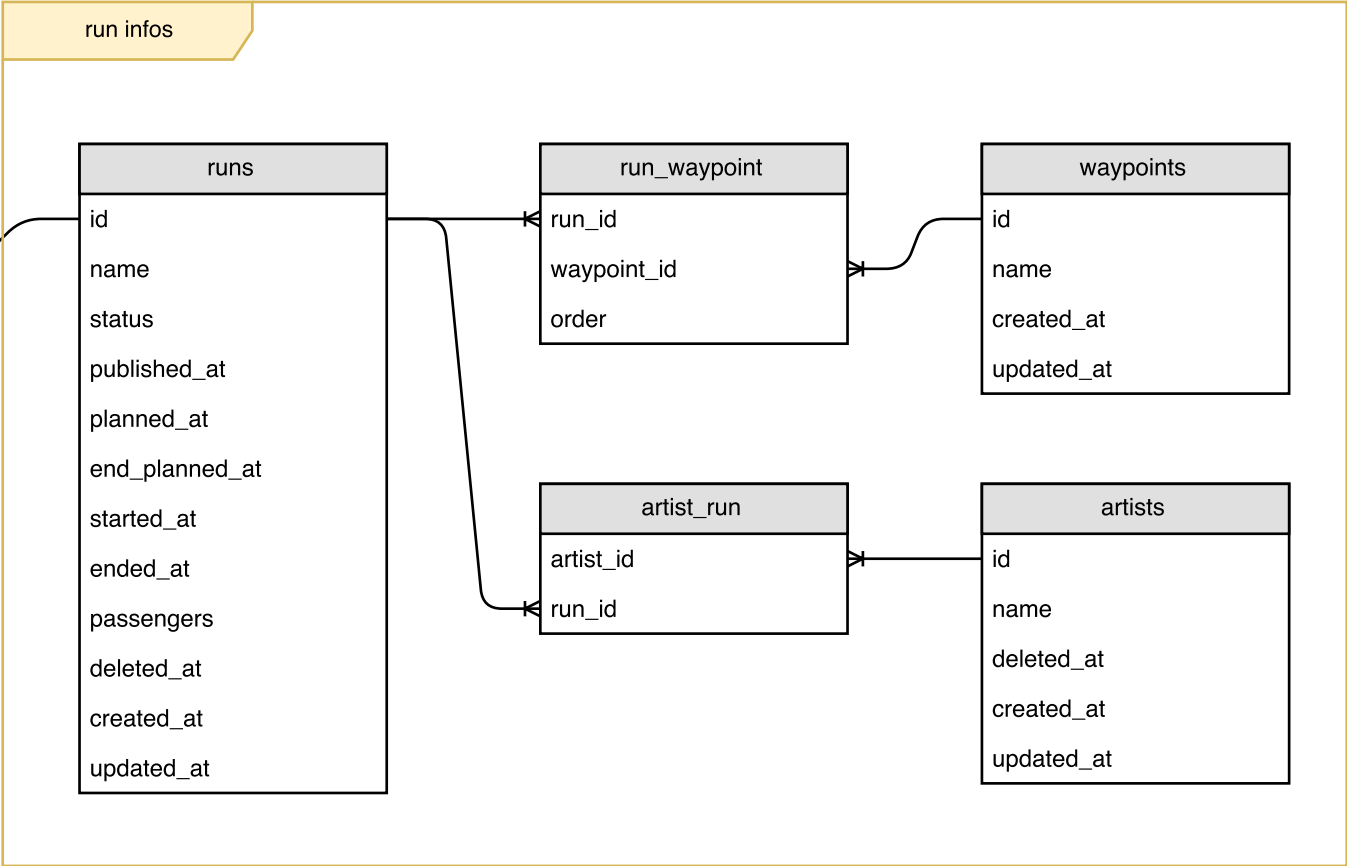 run infos
runs
id
name
status
published_at
planned_at
end_planned_at
started_at
ended_at
passengers
deleted_at
created_at
updated_at
run_waypoint
run_id
waypoint_id
order
waypoints
id
name
created_at
updated_at
artist_run
artist_id
run_id
artists
id
name
deleted_at
created_at
updated_at